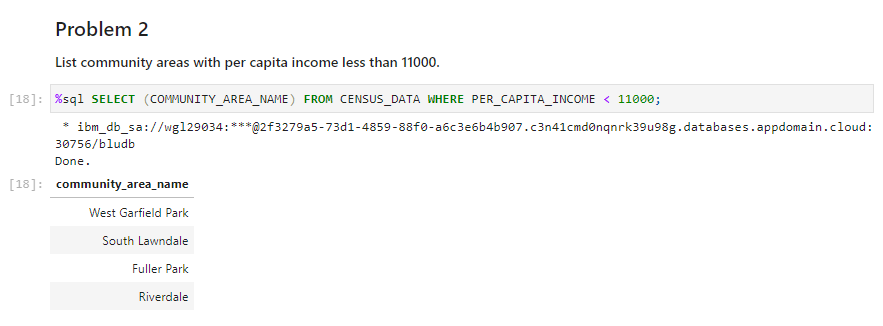 Problem 2
List community areas with per capita income less than 11000.
[18]: %sql SELECT (COMMUNITY_AREA_NAME) FROM CENSUS_DATA WHERE PER_CAPITA_INCOME < 11000;
* ibm_db_sa://wgl29034:***@2f3279a5-73d1-4859-88f0-a6c3e6b4b907.c3n41cmd0nqnrk39u98g.databases.appdomain.cloud:
30756/bludb
Done.
[18]: community_area_name
West Garfield Park
South Lawndale
Fuller Park
Riverdale